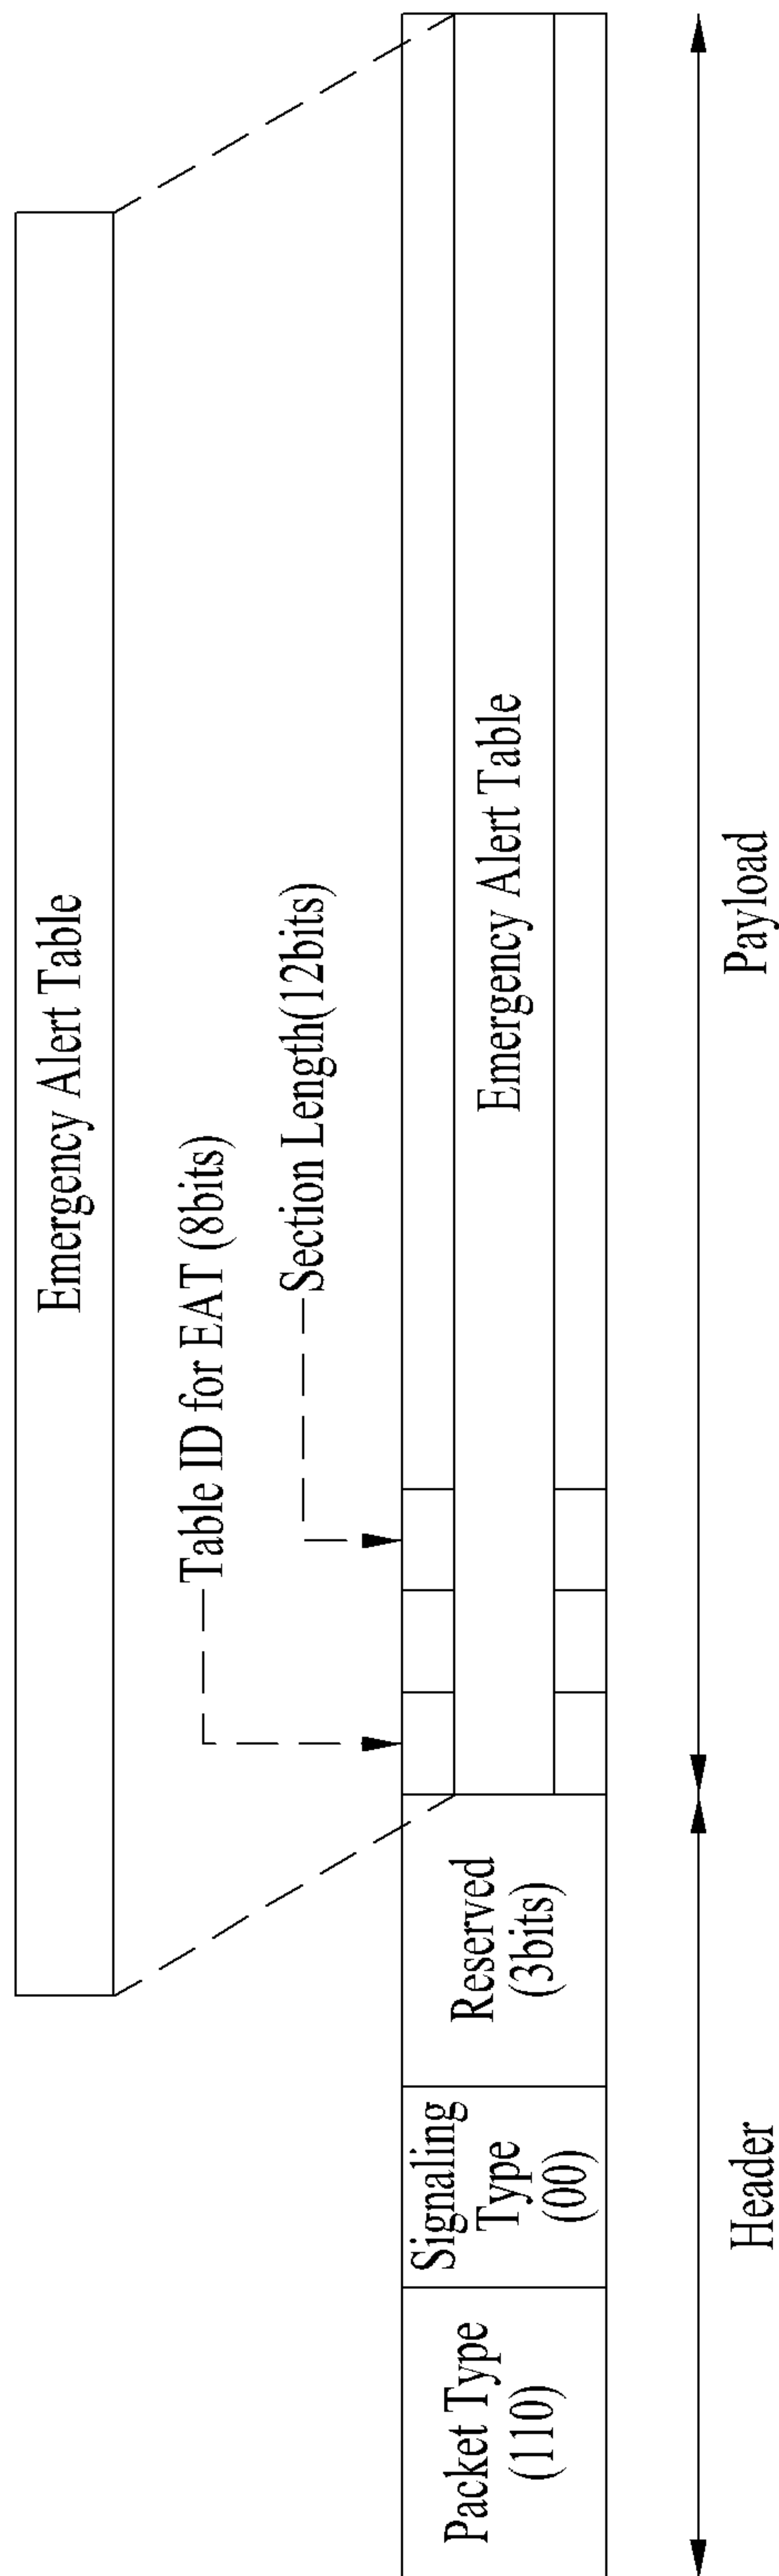 Emergency Alert Table
Table ID for EAT (8bits)
Section Length(12bits)
Packet Type
(110)
Signaling
Type
(00)
Reserved
(3bits)
Emergency Alert Table
Header
Payload